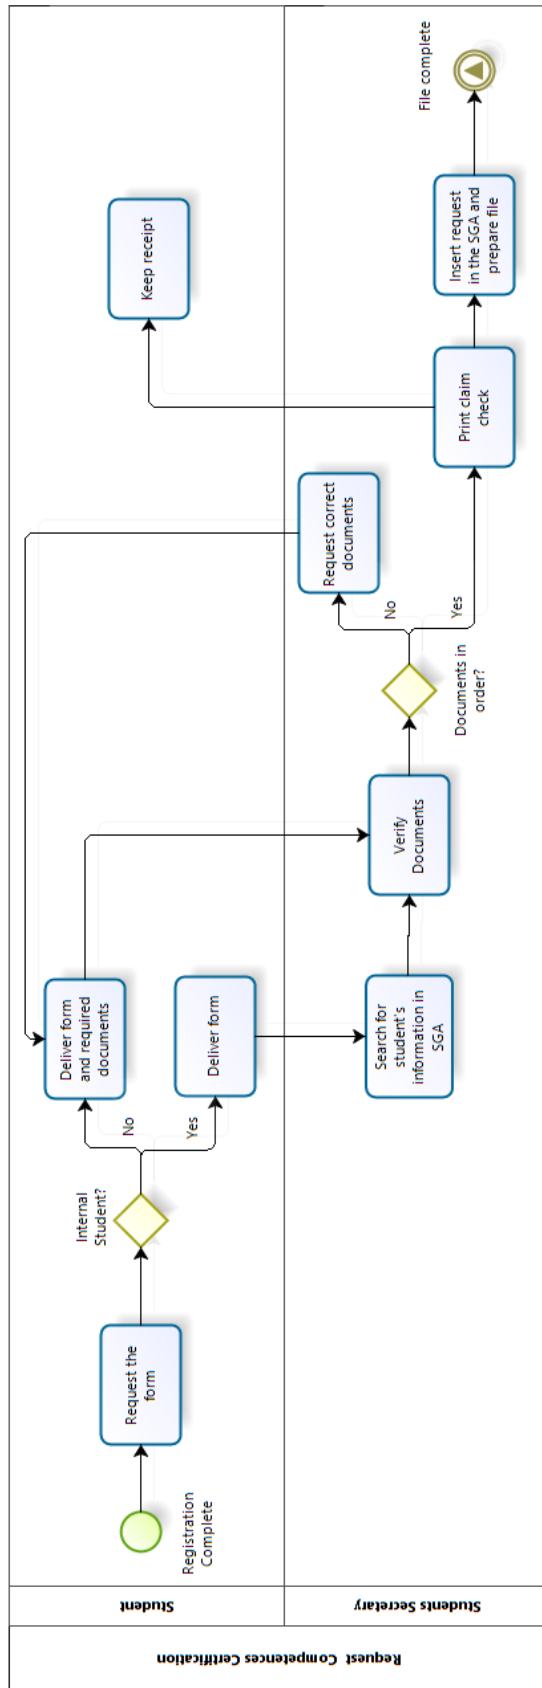 Request Competences Certification
Student
Students Secretary
Registration
Complete
Request the
form
Internal
Student?
No
Yes
Deliver form
and required
documents
Deliver form
Search for
student's
information in
SGA
Verify
Documents
Documents in
order?
No
Yes
Request correct
documents
Print claim
check
Keep receipt
Insert request
in the SGA and
prepare file
File complete